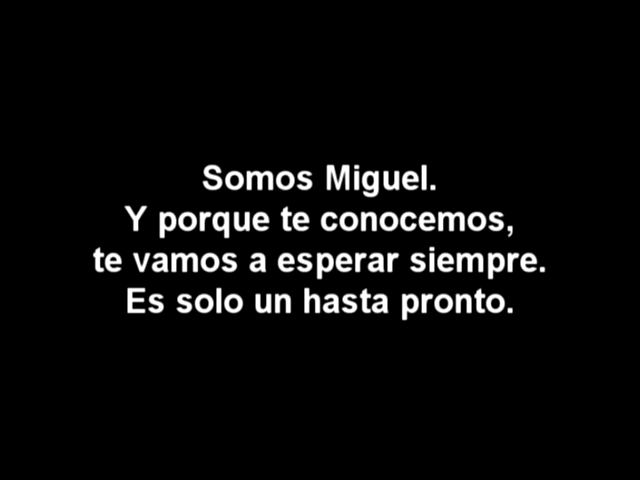 Somos Miguel.
Y porque te conocemos,
te vamos a esperar siempre.
Es solo un hasta pronto.